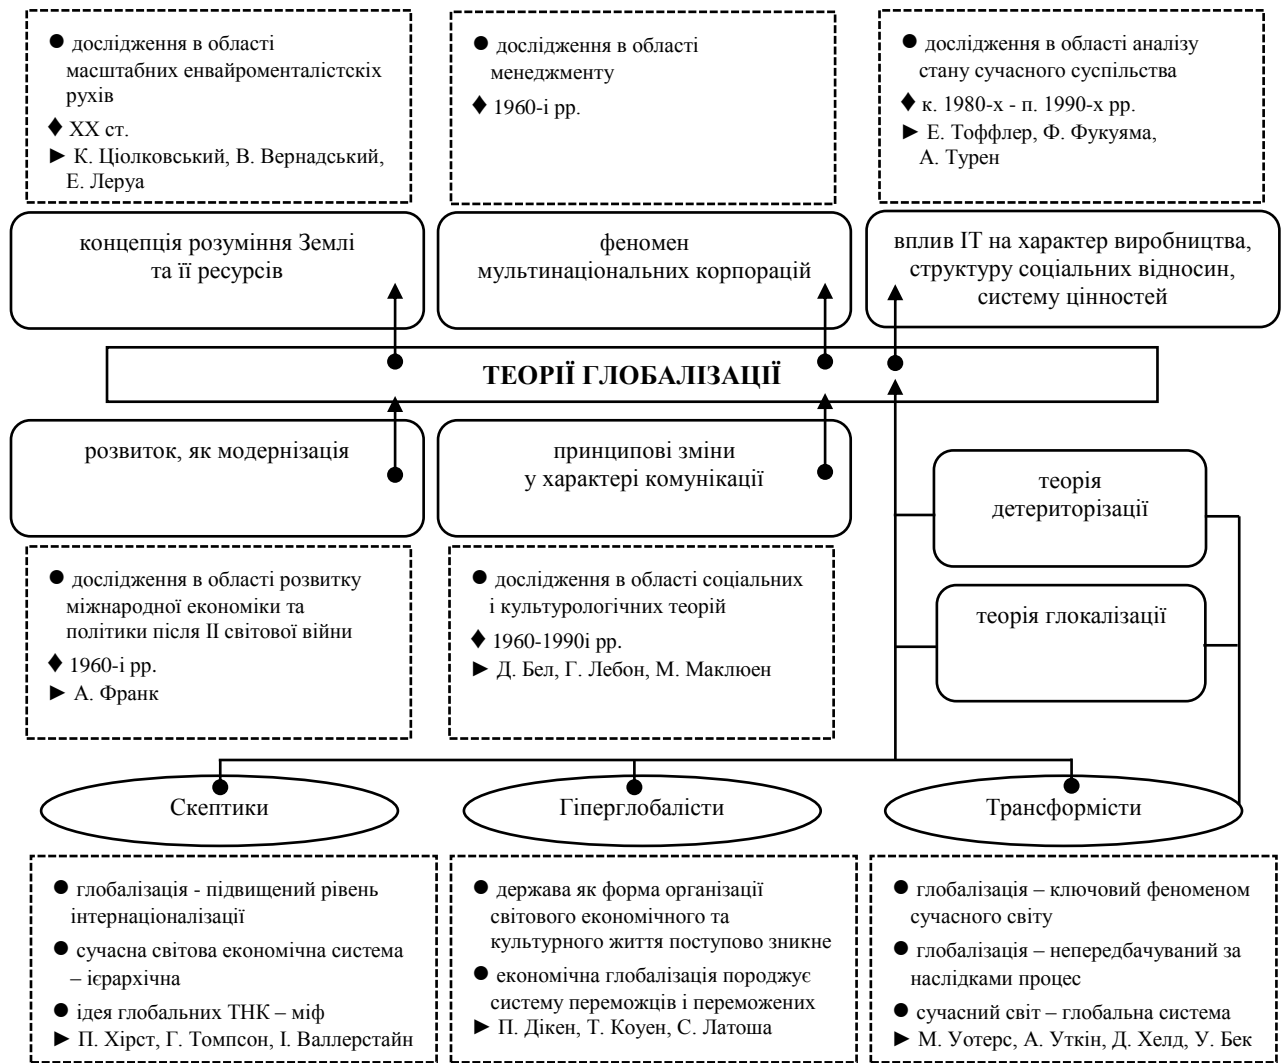 ● дослідження в області
масштабних енвайроменталістскіх
рухів
♦ ХХ ст.
► К. Ціолковський, В. Вернадський,
Е. Леруа
● дослідження в області
менеджменту
♦ 1960-і рр.
● дослідження в області аналізу
стану сучасного суспільства
♦ к. 1980-х - п. 1990-х рр.
► Е. Тоффлер, Ф. Фукуяма,
А. Турен
концепція розуміння Землі
та її ресурсів
феномен
мультинаціональних корпорацій
вплив ІТ на характер виробництва,
структуру соціальних відносин,
систему цінностей
ТЕОРІЇ ГЛОБАЛІЗАЦІЇ
розвиток, як модернізація
принципові зміни
у характері комунікації
теорія
детериторізації
теорія глокалізації
● дослідження в області розвитку
міжнародної економіки та
політики після ІІ світової війни
♦ 1960-і рр.
► А. Франк
● дослідження в області соціальних
і культурологічних теорій
♦ 1960-1990і рр.
► Д. Бел, Г. Лебон, М. Маклюен
Скептики
Гіперглобалісти
Трансформісти
● глобалізація - підвищений рівень
інтернаціоналізації
● сучасна світова економічна система
– ієрархічна
● ідея глобальних ТНК – міф
► П. Хірст, Г. Томпсон, І. Валлерстайн
● держава як форма організації
світового економічного та
культурного життя поступово зникне
● економічна глобалізація породжує
систему переможців і переможених
► П. Дікен, Т. Коуен, С. Латоша
● глобалізація – ключовий феноменом
сучасного світу
● глобалізація – непередбачуваний за
наслідками процес
● сучасний світ – глобальна система
► М. Уотерс, А. Уткін, Д. Хелд, У. Бек